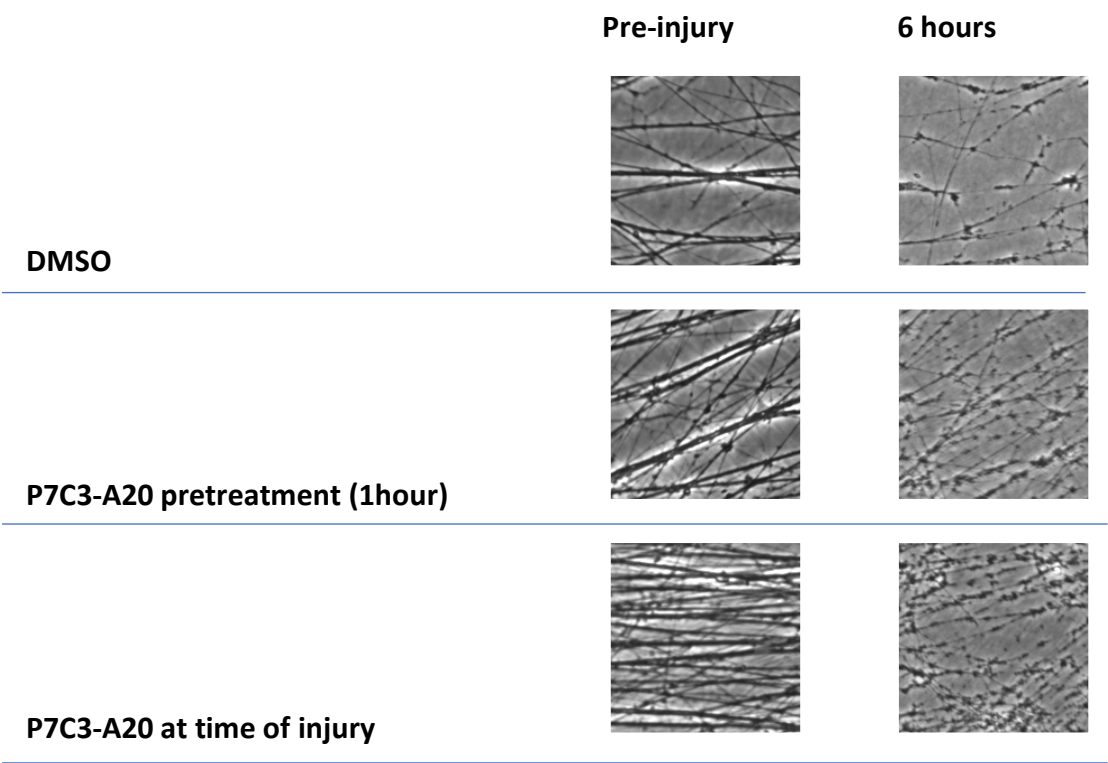 Pre-injury 6 hours
DMSO
P7C3-A20 pretreatment (1hour)
P7C3-A20 at time of injury